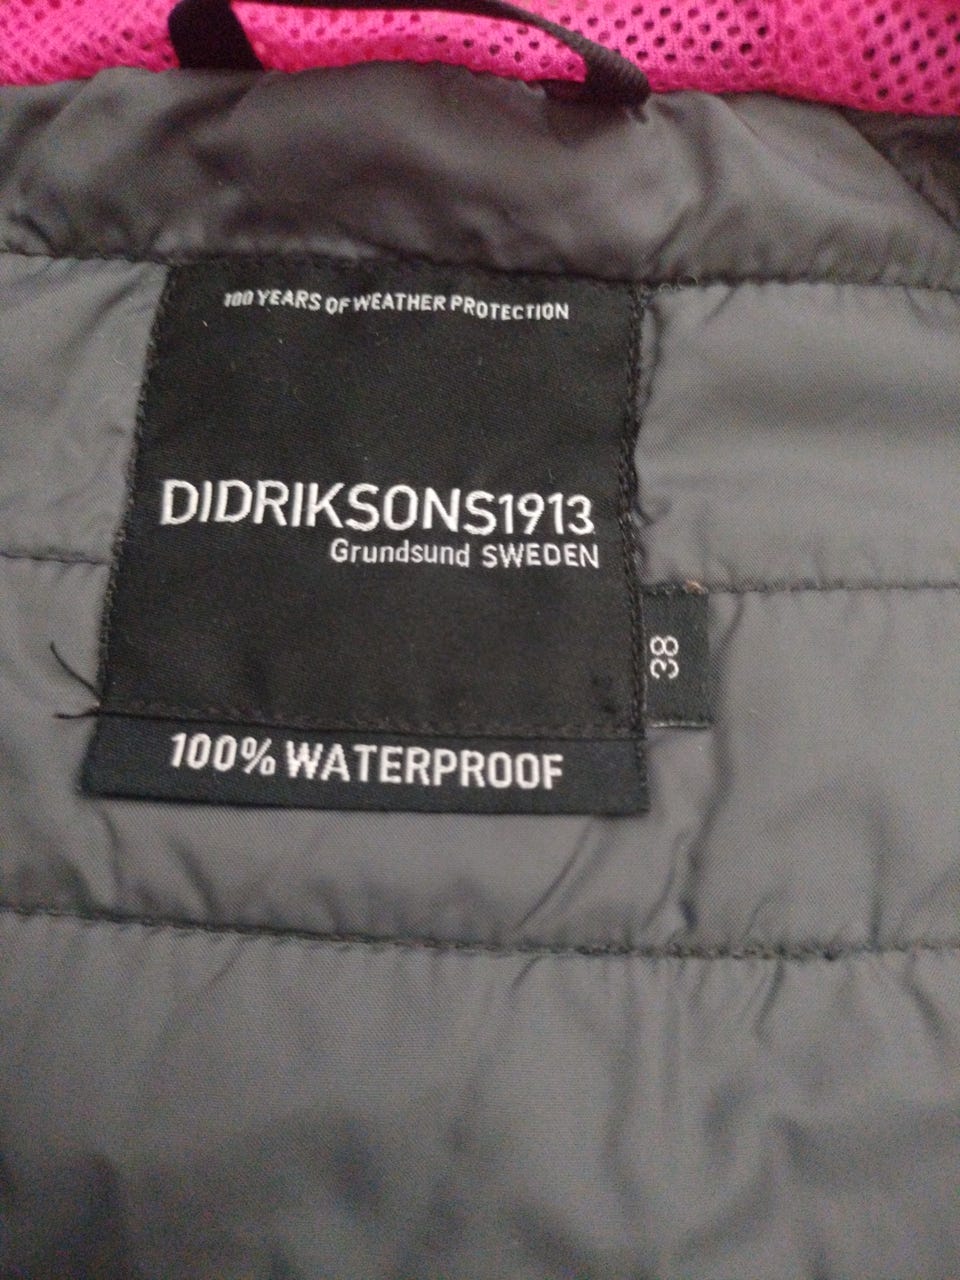 100 YEARS OF WEATHER PROTECTION
DIDRIKSONS1913
Grundsund SWEDEN
38
100% WATERPROOF